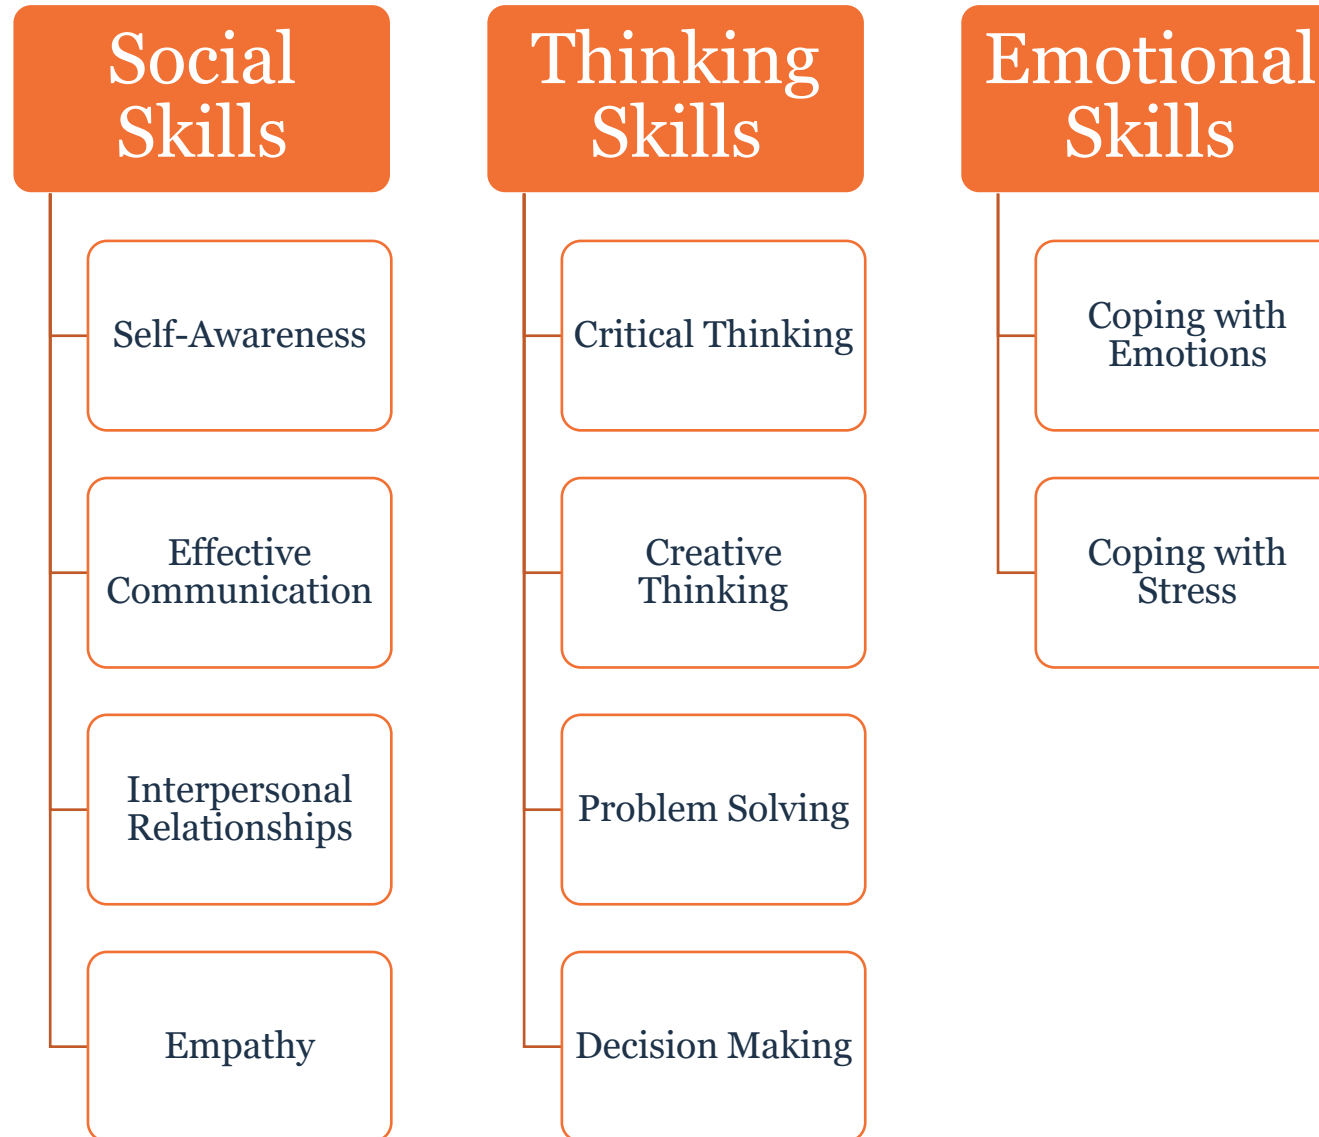 Social
Skills
Self-Awareness
Effective
Communication
Interpersonal
Relationships
Empathy
Thinking
Skills
Critical Thinking
Creative
Thinking
Problem Solving
Decision Making
Emotional
Skills
Coping with
Emotions
Coping with
Stress